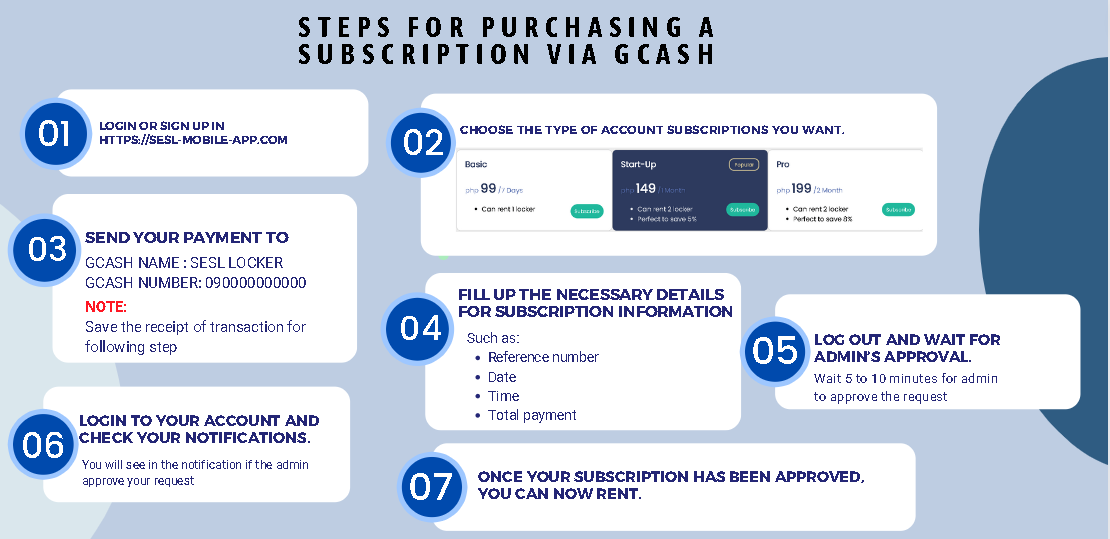 STEPS FOR PURCHASING A
SUBSCRIPTION VIA GCASH
01
LOGIN OR SIGN UP IN
HTTPS://SESL-MOBILE-APP.COM
02
CHOOSE THE TYPE OF ACCOUNT SUBSCRIPTIONS YOU WANT.
Basic
php 99 / 7 Days
• Can rent 1 locker
Subscribe
Start-Up
Popular
php 149 / 1 Month
• Can rent 2 locker
• Perfect to save 5%
Subscribe
Pro
php 199 / 2 Month
• Can rent 2 locker
• Perfect to save 8%
Subscribe
03
SEND YOUR PAYMENT TO
GCASH NAME : SESL LOCKER
GCASH NUMBER: 090000000000
NOTE:
Save the receipt of transaction for
following step
04
FILL UP THE NECESSARY DETAILS
FOR SUBSCRIPTION INFORMATION
Such as:
• Reference number
• Date
• Time
• Total payment
05
LOG OUT AND WAIT FOR
ADMIN'S APPROVAL.
Wait 5 to 10 minutes for admin
to approve the request
06
LOGIN TO YOUR ACCOUNT AND
CHECK YOUR NOTIFICATIONS.
You will see in the notification if the admin
approve your request
07
ONCE YOUR SUBSCRIPTION HAS BEEN APPROVED,
YOU CAN NOW RENT.